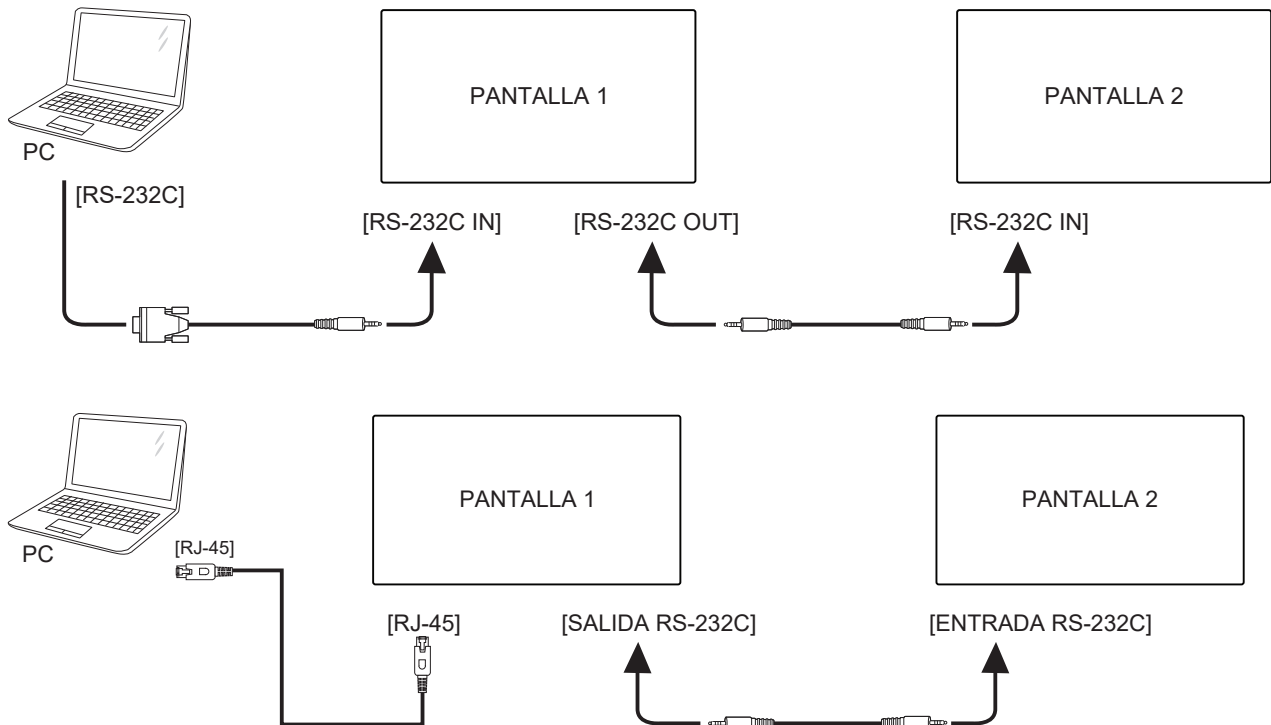 PANTALLA 1
PANTALLA 2
PC
[RS-232C]
[RS-232C IN]
[RS-232C OUT]
[RS-232C IN]
PANTALLA 1
PANTALLA 2
PC
[RJ-45]
[RJ-45]
[SALIDA RS-232C]
[ENTRADA RS-232C]